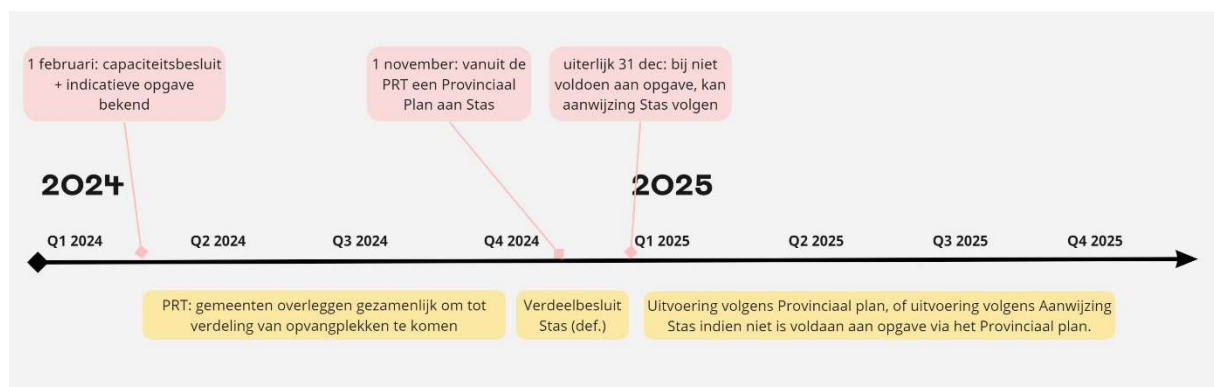 1 februari: capaciteitsbesluit
+ indicatieve opgave
bekend
1 november: vanuit de
PRT een Provinciaal
Plan aan Stas
uiterlijk 31 dec: bij niet
voldoen aan opgave, kan
aanwijzing Stas volgen
2024
2025
Q1 2024
Q2 2024
Q3 2024
Q4 2024
Q1 2025
Q2 2025
Q3 2025
Q4 2025
PRT: gemeenten overleggen gezamenlijk om tot
verdeling van opvangplekken te komen
Verdeelbesluit
Stas (def.)
Uitvoering volgens Provinciaal plan, of uitvoering volgens Aanwijzing
Stas indien niet is voldaan aan opgave via het Provinciaal plan.